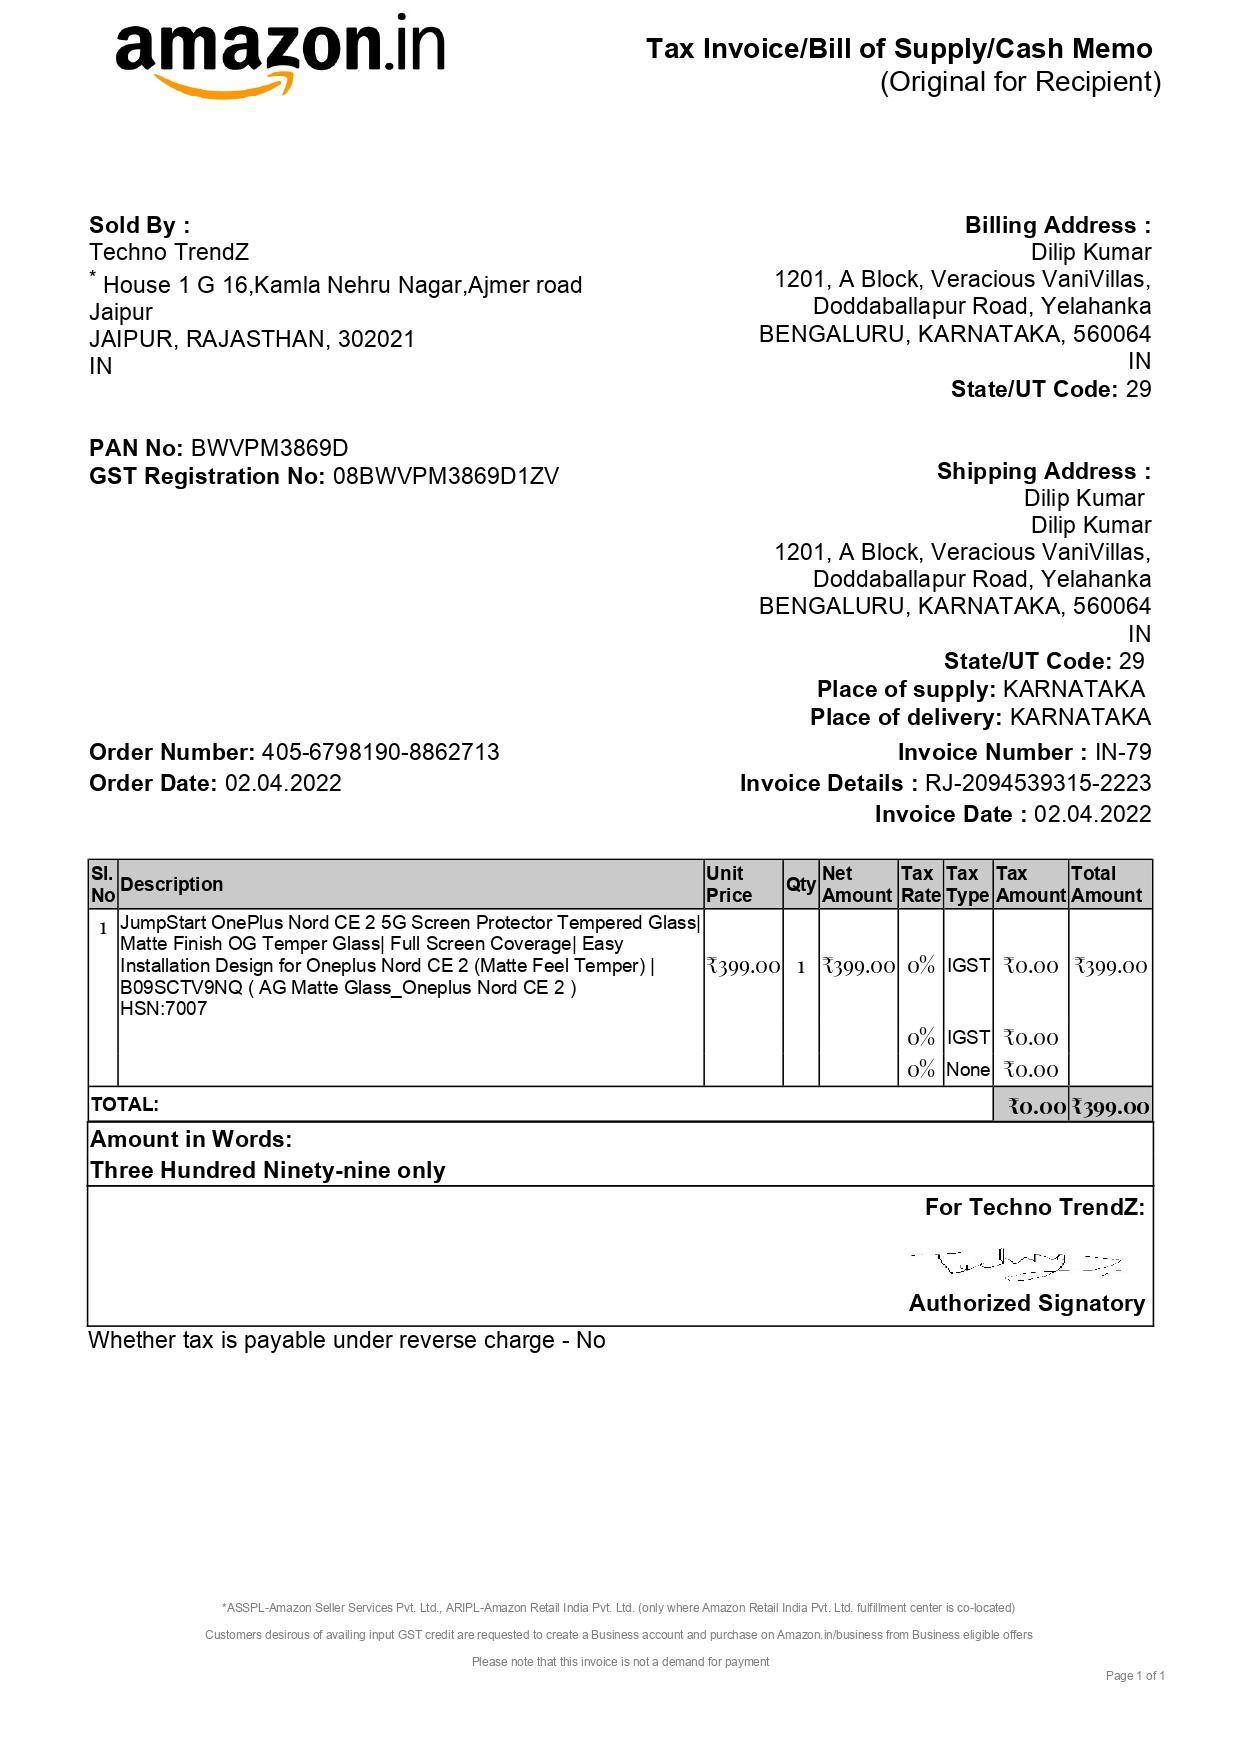 amazon.in
Tax Invoice/Bill of Supply/Cash Memo
(Original for Recipient)
Sold By :
Techno TrendZ
* House 1 G 16,Kamla Nehru Nagar,Ajmer road
Jaipur
JAIPUR, RAJASTHAN, 302021
IN
PAN No: BWVPM3869D
GST Registration No: 08BWVPM3869D1ZV
Billing Address :
Dilip Kumar
1201, A Block, Veracious VaniVillas,
Doddaballapur Road, Yelahanka
BENGALURU, KARNATAKA, 560064
IN
State/UT Code: 29
Shipping Address :
Dilip Kumar
Dilip Kumar
1201, A Block, Veracious VaniVillas,
Doddaballapur Road, Yelahanka
BENGALURU, KARNATAKA, 560064
IN
State/UT Code: 29
Place of supply: KARNATAKA
Place of delivery: KARNATAKA
Order Number: 405-6798190-8862713
Order Date: 02.04.2022
Invoice Number : IN-79
Invoice Details : RJ-2094539315-2223
Invoice Date : 02.04.2022
Sl. No Description Unit Price Qty Net Amount Tax Rate Tax Type Tax Amount Total Amount
1 JumpStart OnePlus Nord CE 2 5G Screen Protector Tempered Glass|
Matte Finish OG Temper Glass| Full Screen Coverage| Easy
Installation Design for Oneplus Nord CE 2 (Matte Feel Temper) | ₹399.00 1 ₹399.00 0% IGST ₹0.00 ₹399.00
B09SCTV9NQ ( AG Matte Glass_Oneplus Nord CE 2 )
HSN:7007
0% IGST ₹0.00
0% None ₹0.00
TOTAL: ₹0.00 ₹399.00
Amount in Words:
Three Hundred Ninety-nine only
For Techno TrendZ:
Authorized Signatory
Whether tax is payable under reverse charge - No
*ASSPL-Amazon Seller Services Pvt. Ltd., ARIPL-Amazon Retail India Pvt. Ltd. (only where Amazon Retail India Pvt. Ltd. fulfillment center is co-located)
Customers desirous of availing input GST credit are requested to create a Business account and purchase on Amazon.in/business from Business eligible offers
Please note that this invoice is not a demand for payment
Page 1 of 1